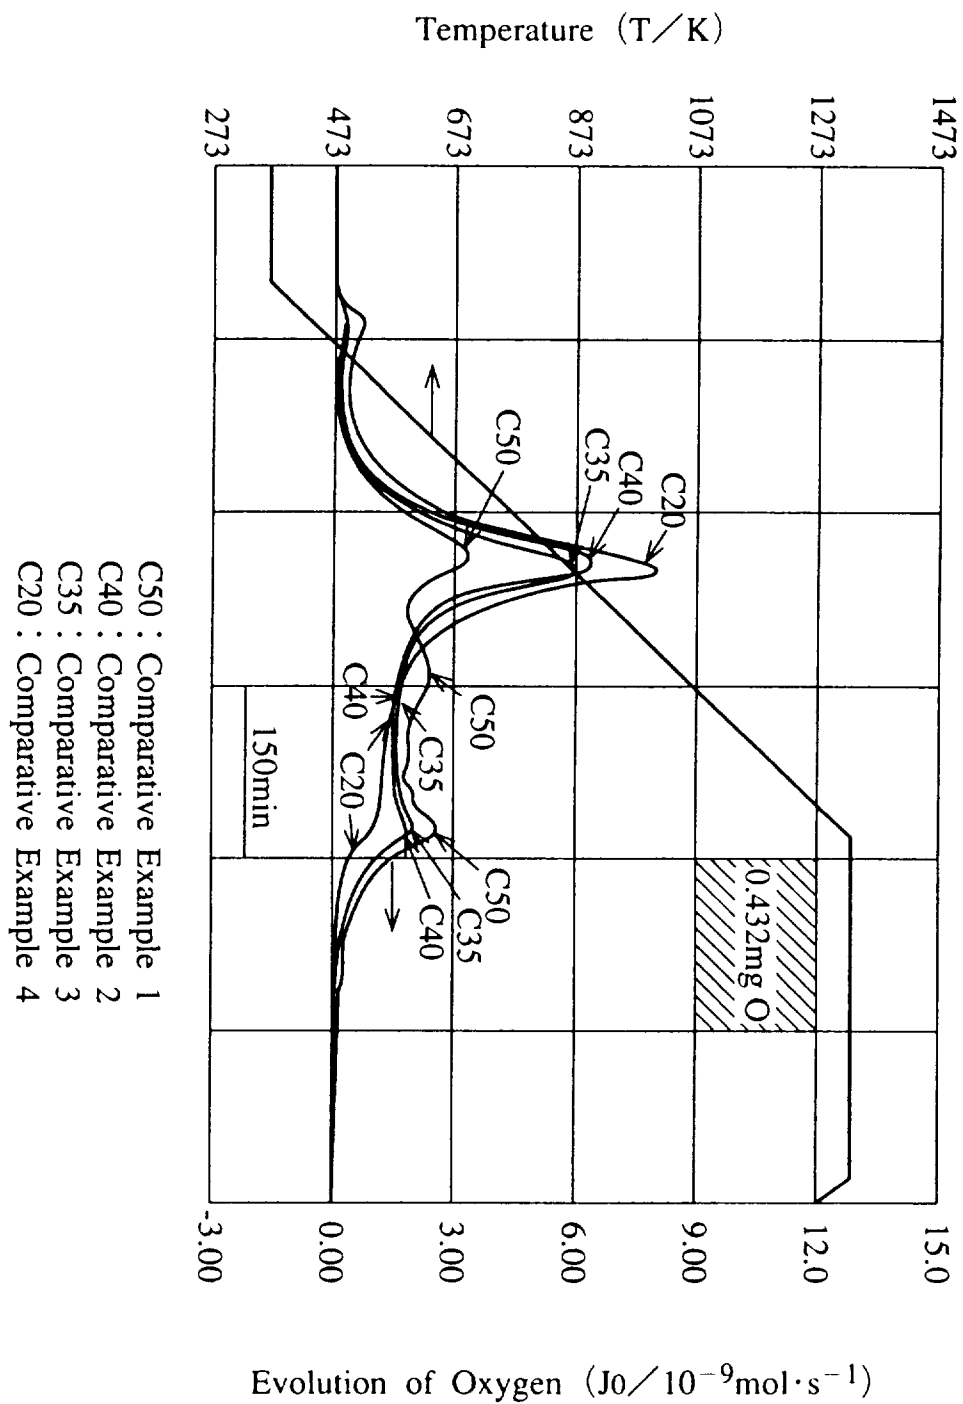 Temperature (T/K)
1473
1273
1073
873
673
473
273
C20
C40
C35
C50
C50
C35
C40
C20
C50
C35
C40
0.432mg O
150min
15.0
12.0
9.00
6.00
3.00
0.00
-3.00
Evolution of Oxygen (J0/10⁻⁹mol·s⁻¹)
C50 : Comparative Example 1
C40 : Comparative Example 2
C35 : Comparative Example 3
C20 : Comparative Example 4